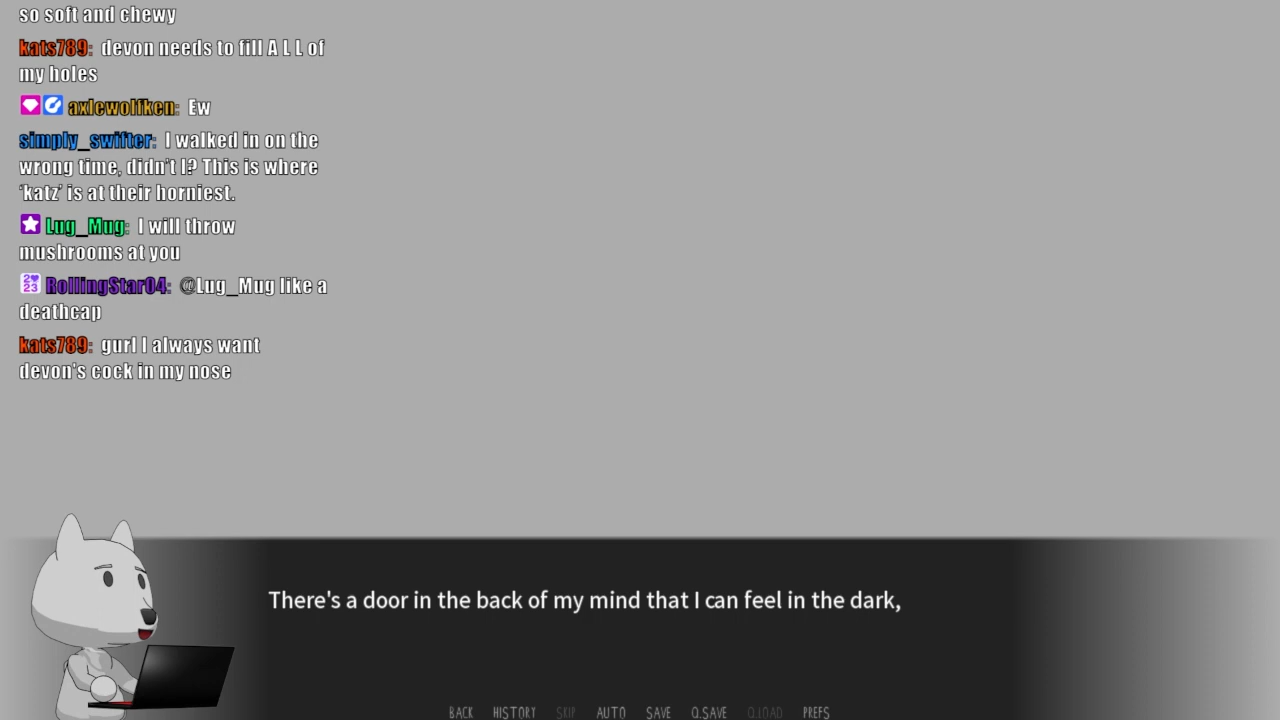 so soft and chewy
kats789: devon needs to fill A L L of
my holes
axlewolfken: Ew
simply_swifter: I walked in on the
wrong time, didn't I? This is where
'katz' is at their horniest.
Lug_Mug: I will throw
mushrooms at you
2 23 RollingStar04: @Lug_Mug like a
deathcap
kats789: gurl I always want
devon's cock in my nose
There's a door in the back of my mind that I can feel in the dark,
BACK HISTORY SKIP AUTO SAVE Q.SAVE Q.LOAD PREFS